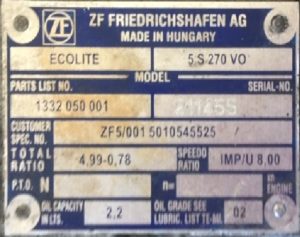 ZF FRIEDRICHSHAFEN AG
MADE IN HUNGARY
ECOLITE 5 S 270 VO
MODEL
PARTS LIST NO. SERIAL-NO.
1332 050 001
CUSTOMER SPEC. NO. ZF5/001 5010545525
TOTAL RATIO 4,99-0,78 SPEEDO RATIO IMP/U 8,00
P.T.O. N n= ENGINE
OIL CAPACITY IN LTS. 2,2 OIL GRADE SEE LUBRIC. LIST TE-ML 02